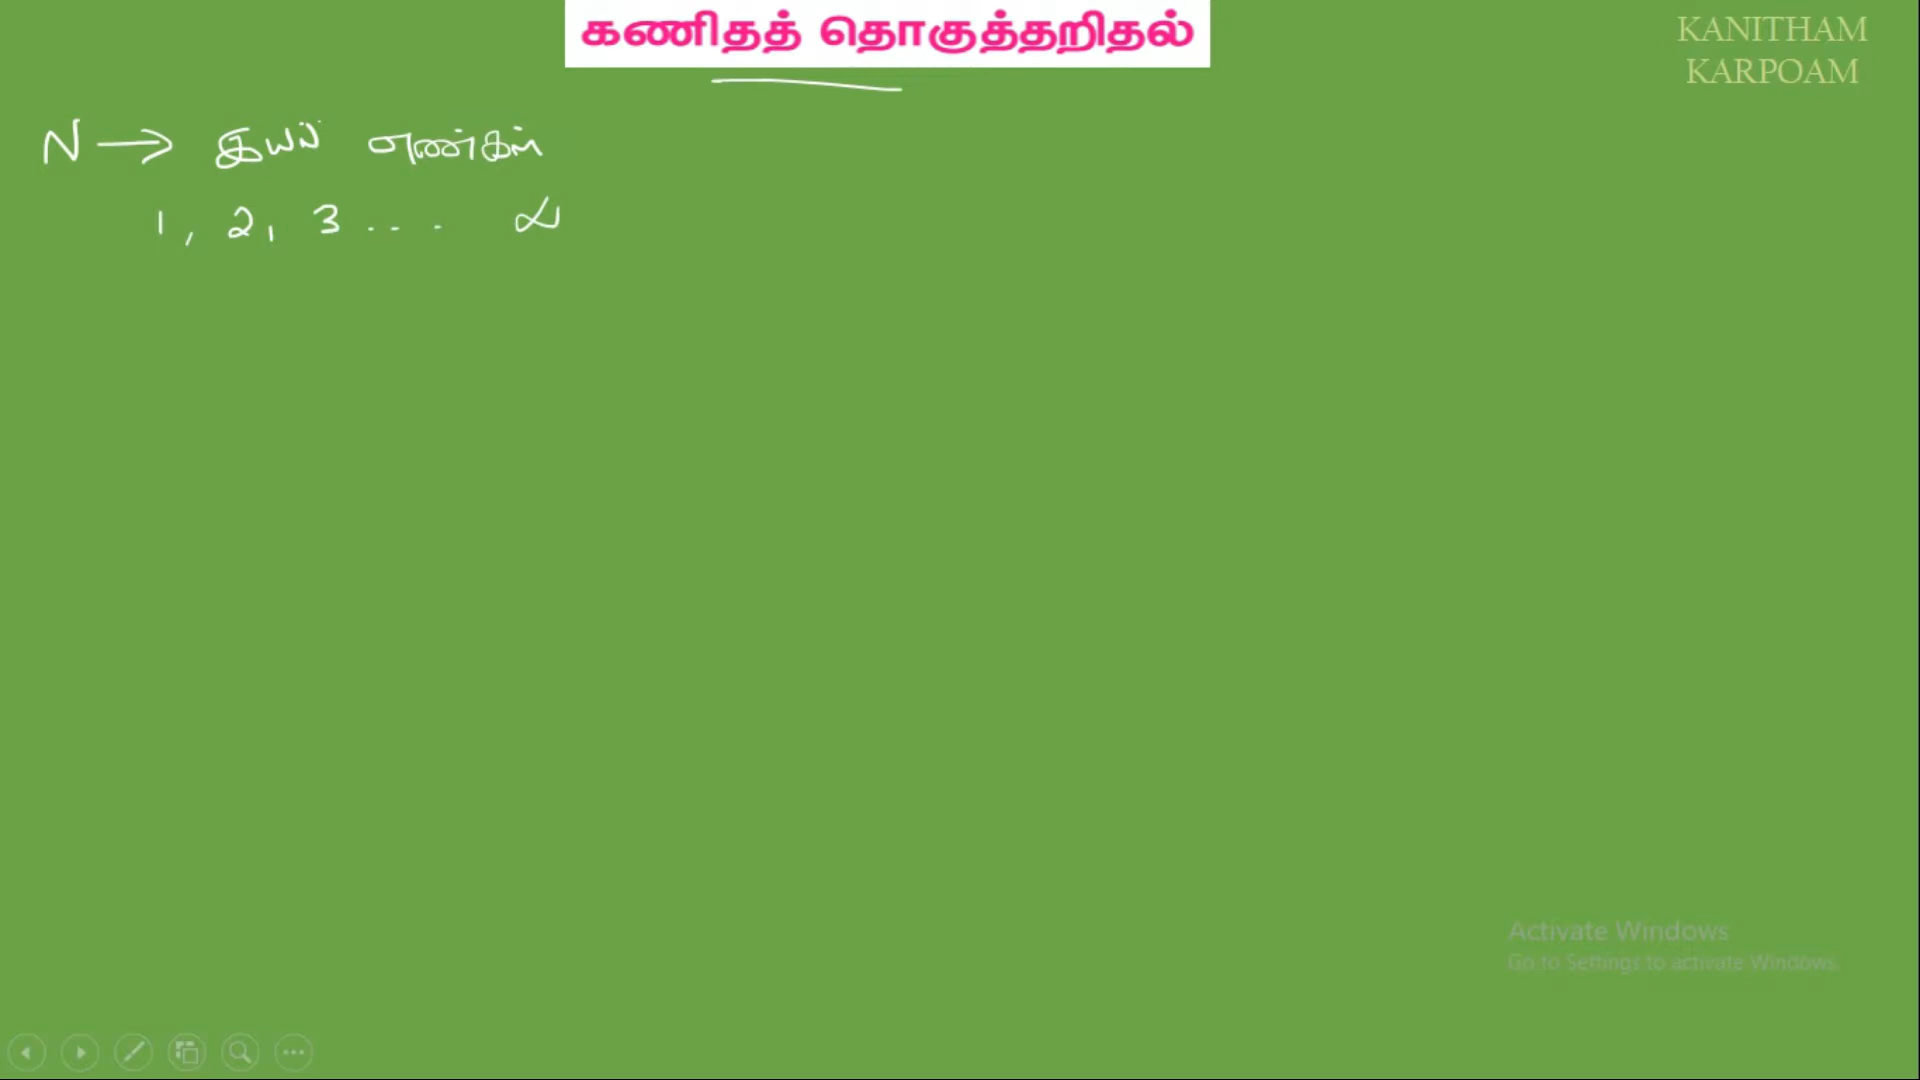 கணிதத் தொகுத்தறிதல்
KANITHAM
KARPOAM
N → இயல் எண்கள்
1, 2, 3 ... ∞
Activate Windows
Go to Settings to activate Windows.